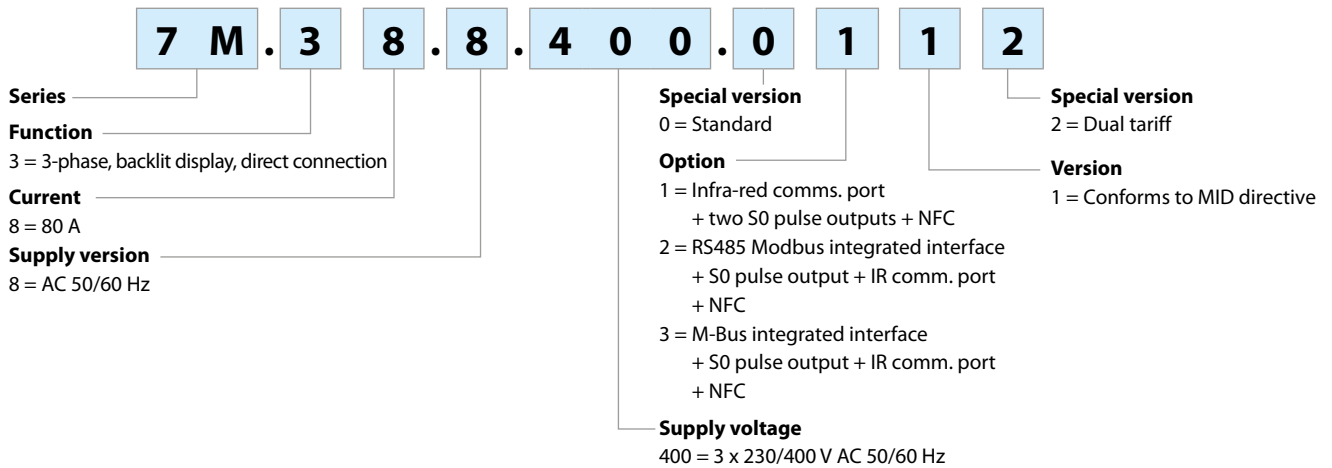 7 M . 3 8 . 8 . 4 0 0 . 0 1 1 2
Series
Function
3 = 3-phase, backlit display, direct connection
Current
8 = 80 A
Supply version
8 = AC 50/60 Hz
Special version
0 = Standard
Option
1 = Infra-red comms. port
+ two S0 pulse outputs + NFC
2 = RS485 Modbus integrated interface
+ S0 pulse output + IR comm. port
+ NFC
3 = M-Bus integrated interface
+ S0 pulse output + IR comm. port
+ NFC
Supply voltage
400 = 3 x 230/400 V AC 50/60 Hz
Special version
2 = Dual tariff
Version
1 = Conforms to MID directive